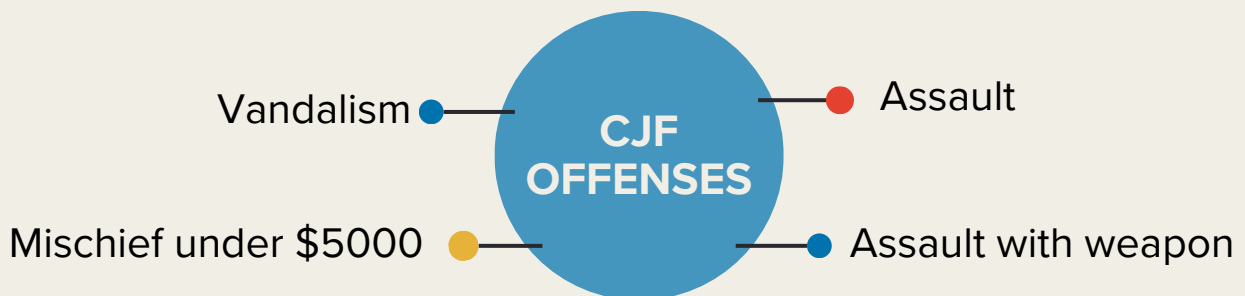 Vandalism
Assault
CJF
OFFENSES
Mischief under $5000
Assault with weapon